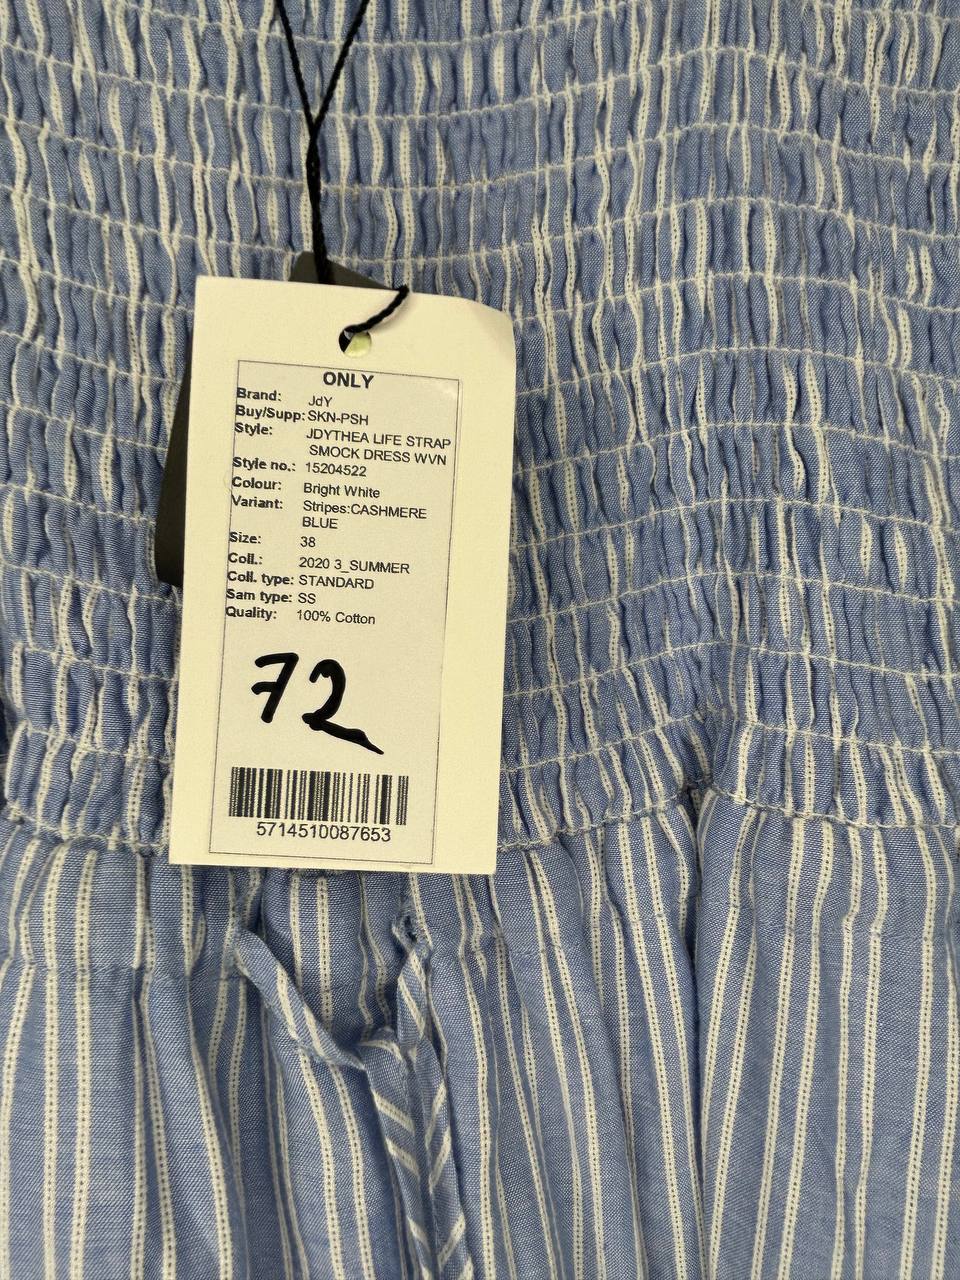 ONLY
Brand: JdY
Buy/Supp: SKN-PSH
Style: JDYTHEA LIFE STRAP
SMOCK DRESS WVN
Style no.: 15204522
Colour: Bright White
Variant: Stripes:CASHMERE
BLUE
Size: 38
Coll.: 2020 3_SUMMER
Coll. type: STANDARD
Sam type: SS
Quality: 100% Cotton
72
5714510087653